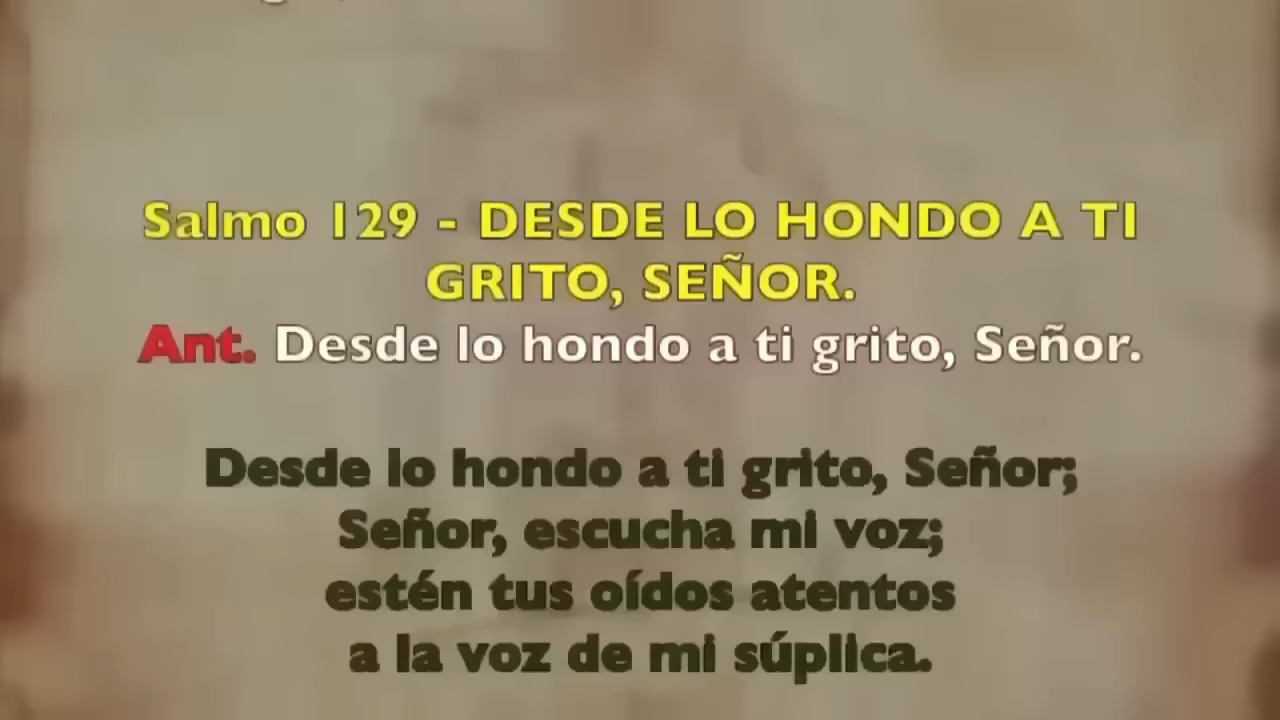 Salmo 129 - DESDE LO HONDO A TI
GRITO, SEÑOR.
Ant. Desde lo hondo a ti grito, Señor.
Desde lo hondo a ti grito, Señor;
Señor, escucha mi voz;
estén tus oídos atentos
a la voz de mi súplica.